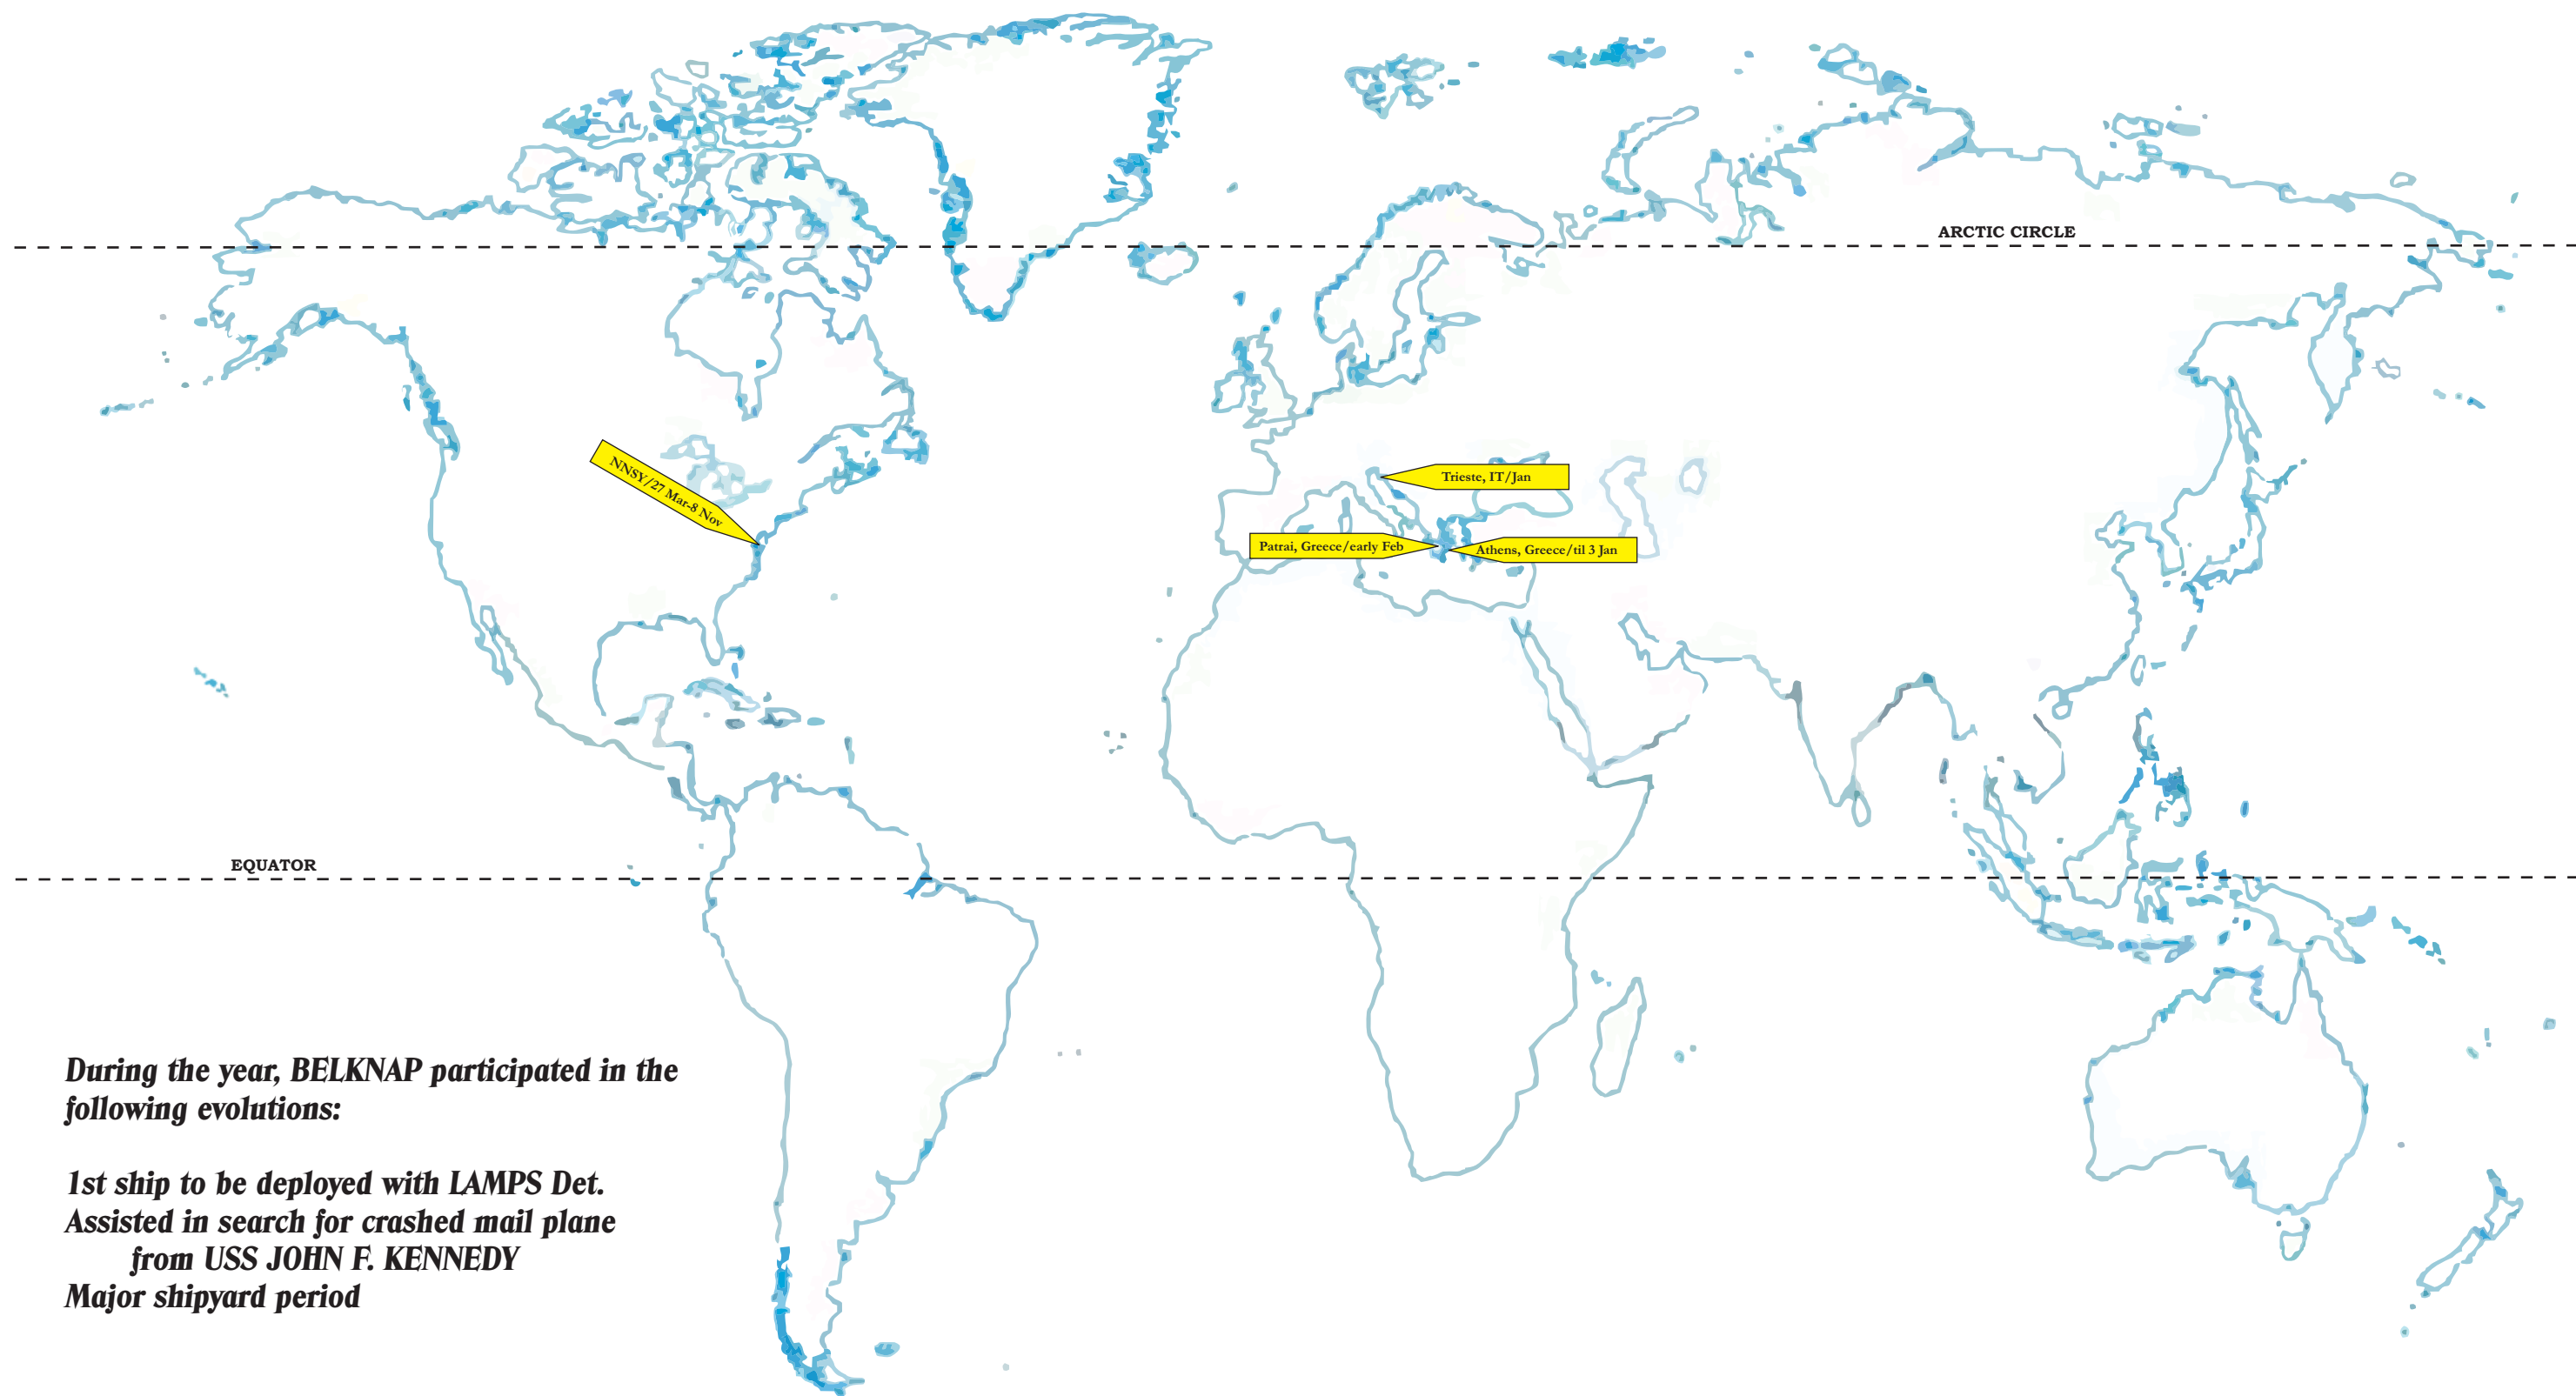 ARCTIC CIRCLE
NNSY/27 Mar-8 Nov
Trieste, IT/Jan
Patrai, Greece/early Feb
Athens, Greece/til 3 Jan
EQUATOR
During the year, BELKNAP participated in the
following evolutions:
1st ship to be deployed with LAMPS Det.
Assisted in search for crashed mail plane
from USS JOHN F. KENNEDY
Major shipyard period